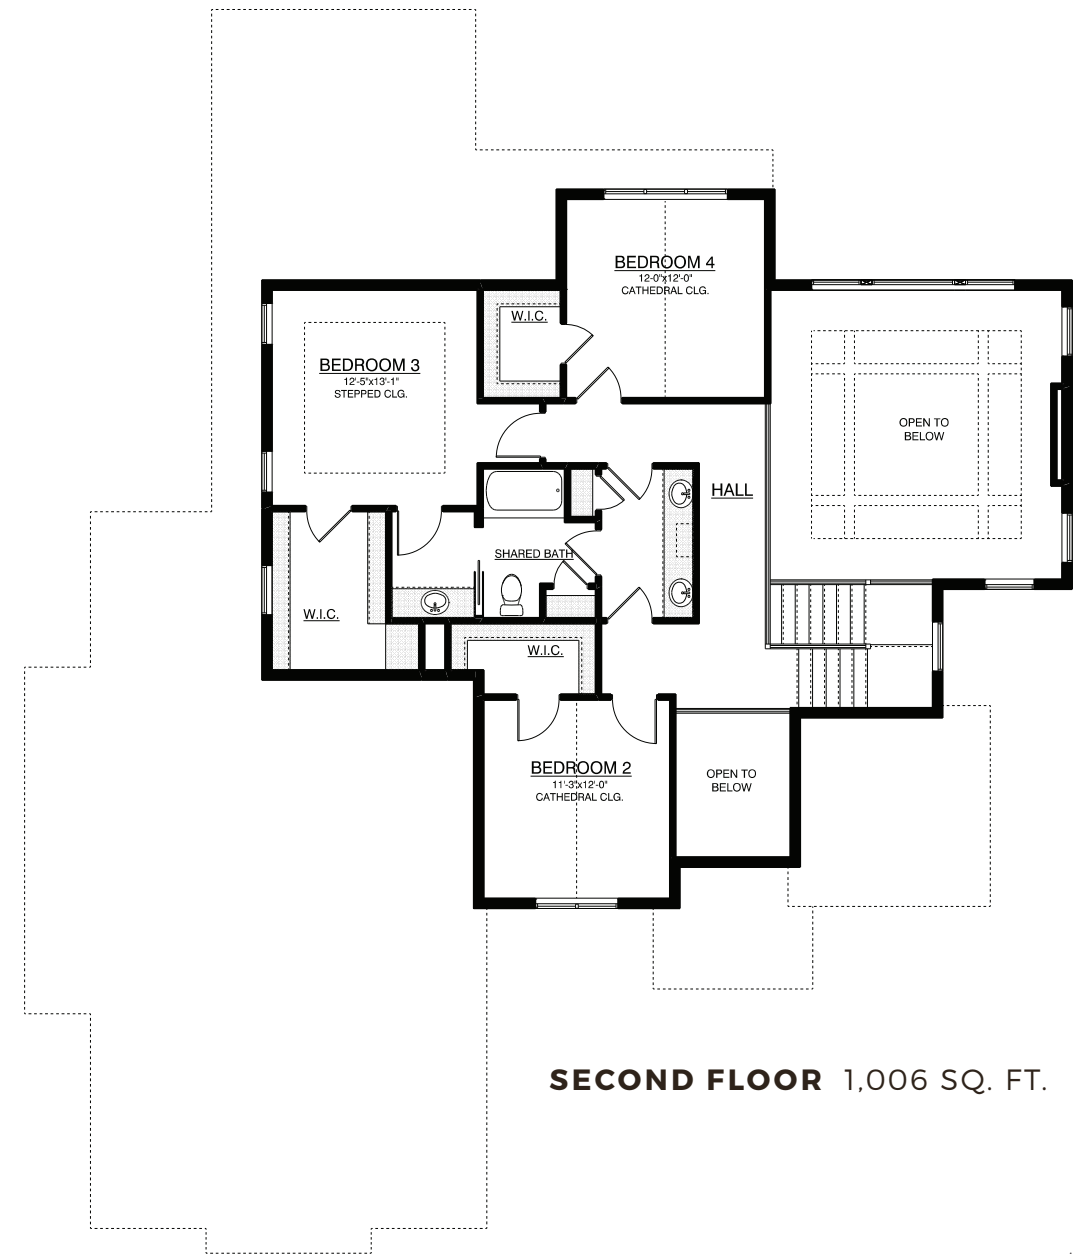 BEDROOM 4
12'-0"x12'-0"
CATHEDRAL CLG.
W.I.C.
BEDROOM 3
12'-5"x13'-1"
STEPPED CLG.
OPEN TO
BELOW
HALL
SHARED BATH
W.I.C.
W.I.C.
BEDROOM 2
11'-3"x12'-0"
CATHEDRAL CLG.
OPEN TO
BELOW
SECOND FLOOR 1,006 SQ. FT.